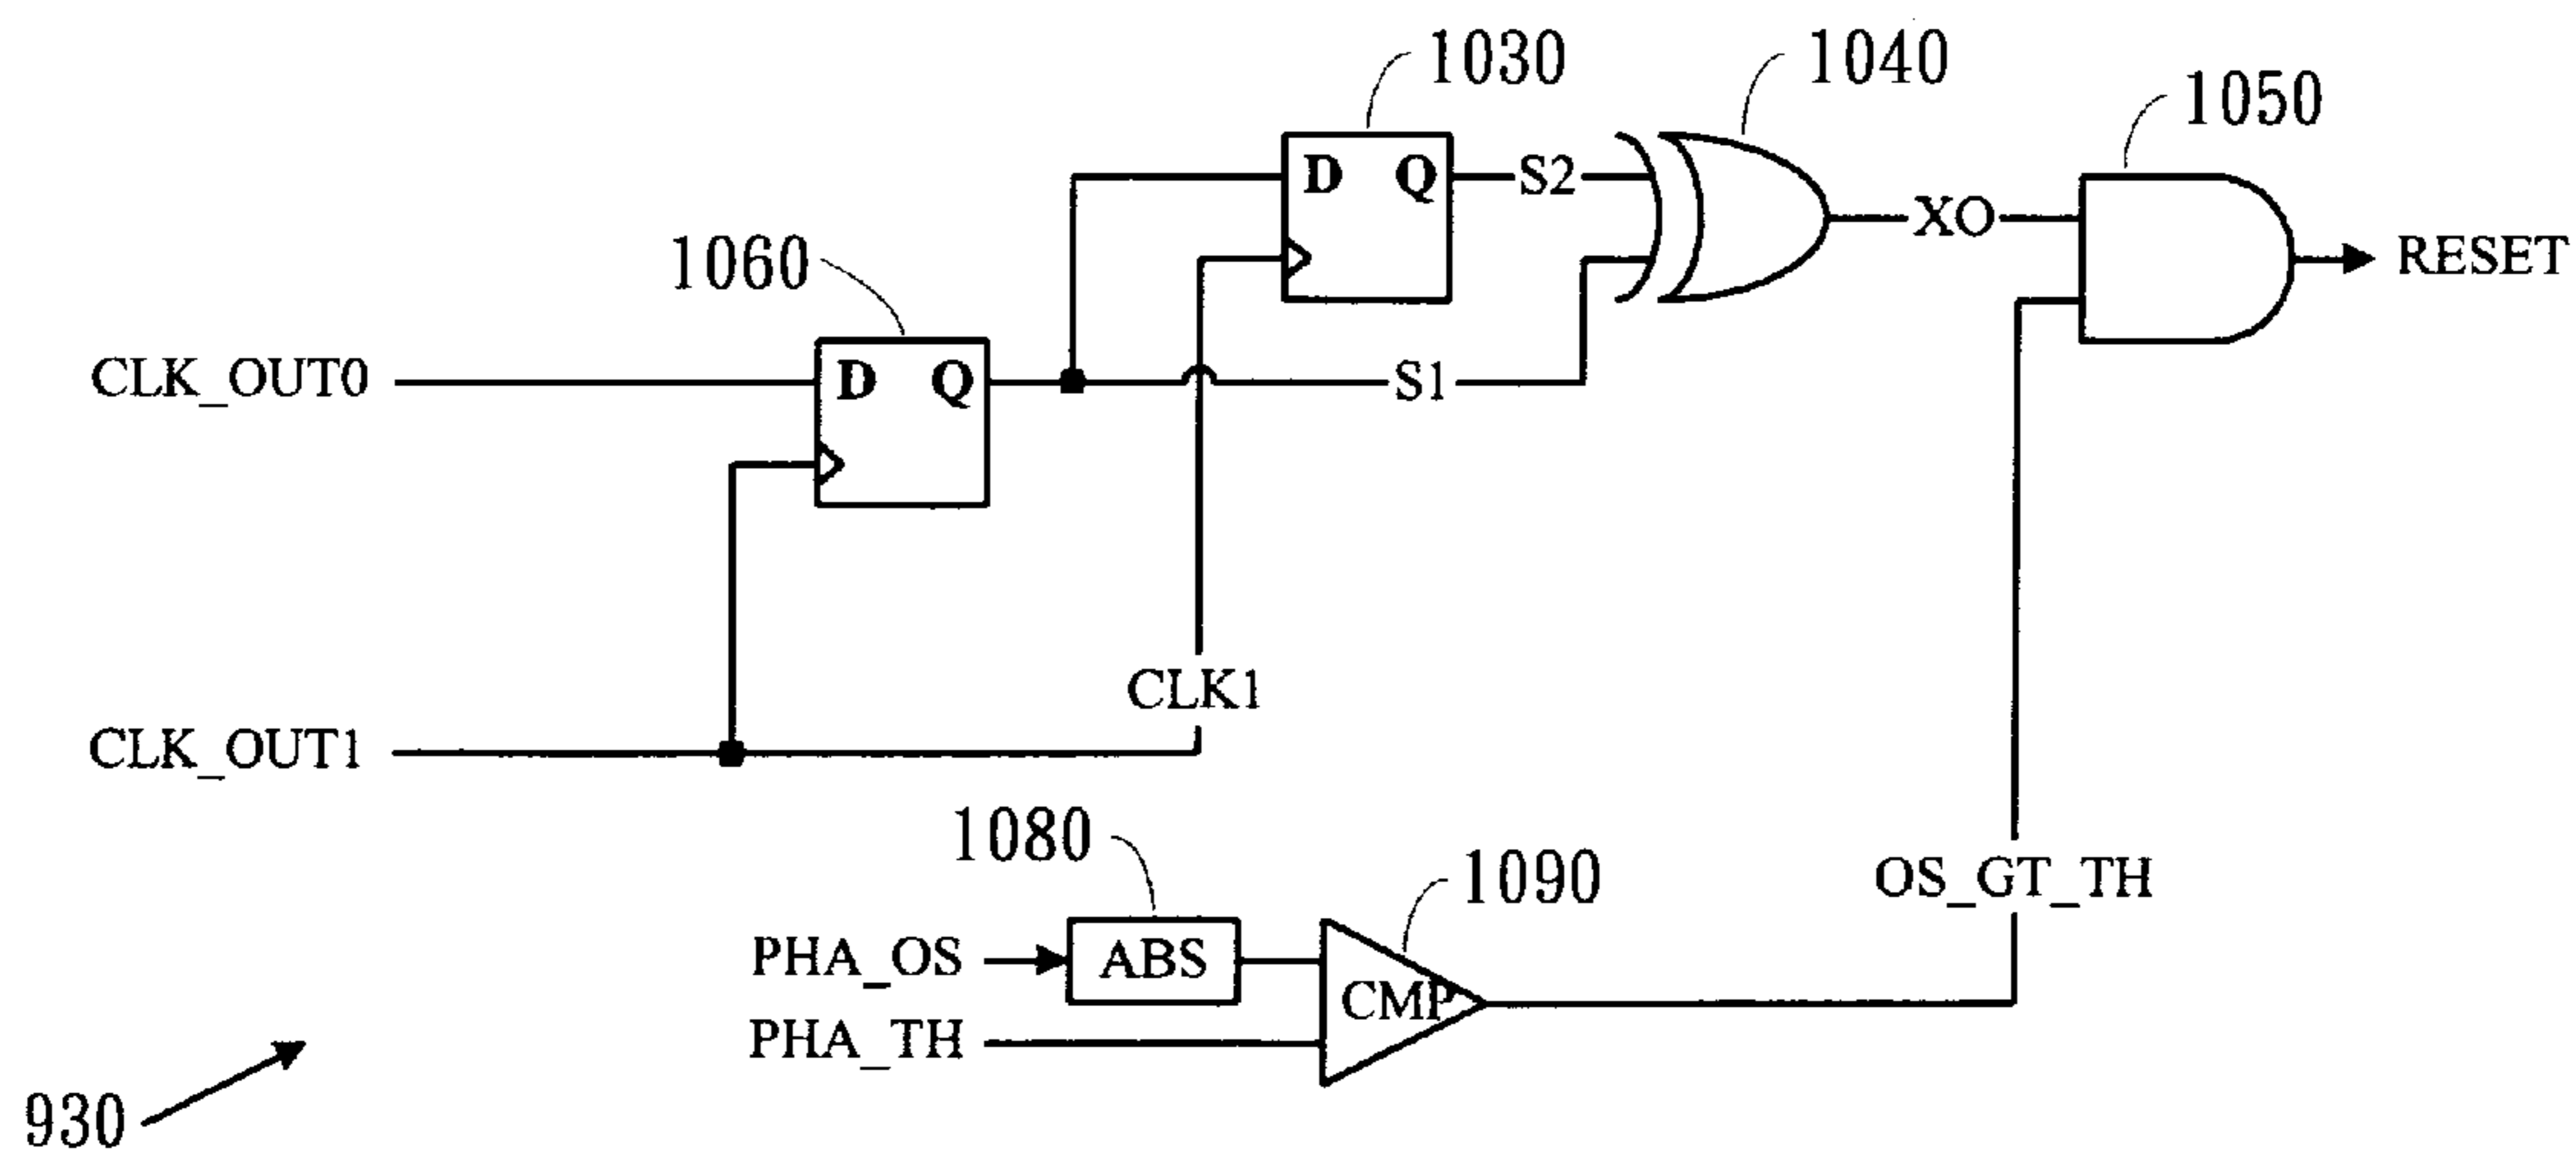 1030
1040
1050
D Q
S2
XO
RESET
1060
CLK_OUT0
D Q
S1
CLK1
CLK_OUT1
1080
1090
OS_GT_TH
PHA_OS
ABS
CMP
PHA_TH
930